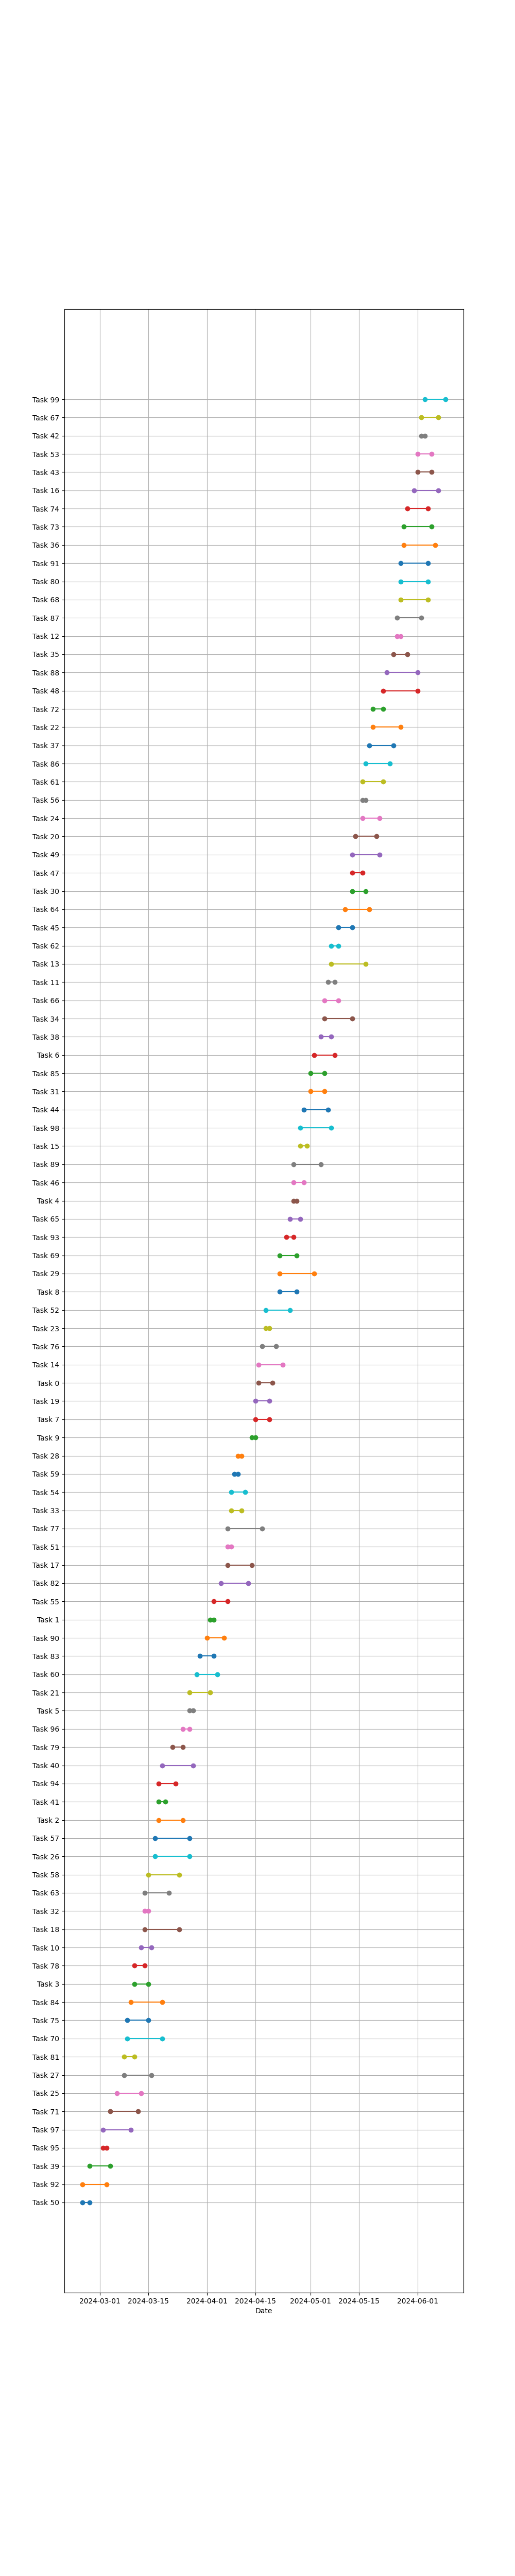 Task 99
Task 67
Task 42
Task 53
Task 43
Task 16
Task 74
Task 73
Task 36
Task 91
Task 80
Task 68
Task 87
Task 12
Task 35
Task 88
Task 48
Task 72
Task 22
Task 37
Task 86
Task 61
Task 56
Task 24
Task 20
Task 49
Task 47
Task 30
Task 64
Task 45
Task 62
Task 13
Task 11
Task 66
Task 34
Task 38
Task 6
Task 85
Task 31
Task 44
Task 98
Task 15
Task 89
Task 46
Task 4
Task 65
Task 93
Task 69
Task 29
Task 8
Task 52
Task 23
Task 76
Task 14
Task 0
Task 19
Task 7
Task 9
Task 28
Task 59
Task 54
Task 33
Task 77
Task 51
Task 17
Task 82
Task 55
Task 1
Task 90
Task 83
Task 60
Task 21
Task 5
Task 96
Task 79
Task 40
Task 94
Task 41
Task 2
Task 57
Task 26
Task 58
Task 63
Task 32
Task 18
Task 10
Task 78
Task 3
Task 84
Task 75
Task 70
Task 81
Task 27
Task 25
Task 71
Task 97
Task 95
Task 39
Task 92
Task 50
2024-03-01 2024-03-15 2024-04-01 2024-04-15 2024-05-01 2024-05-15 2024-06-01
Date